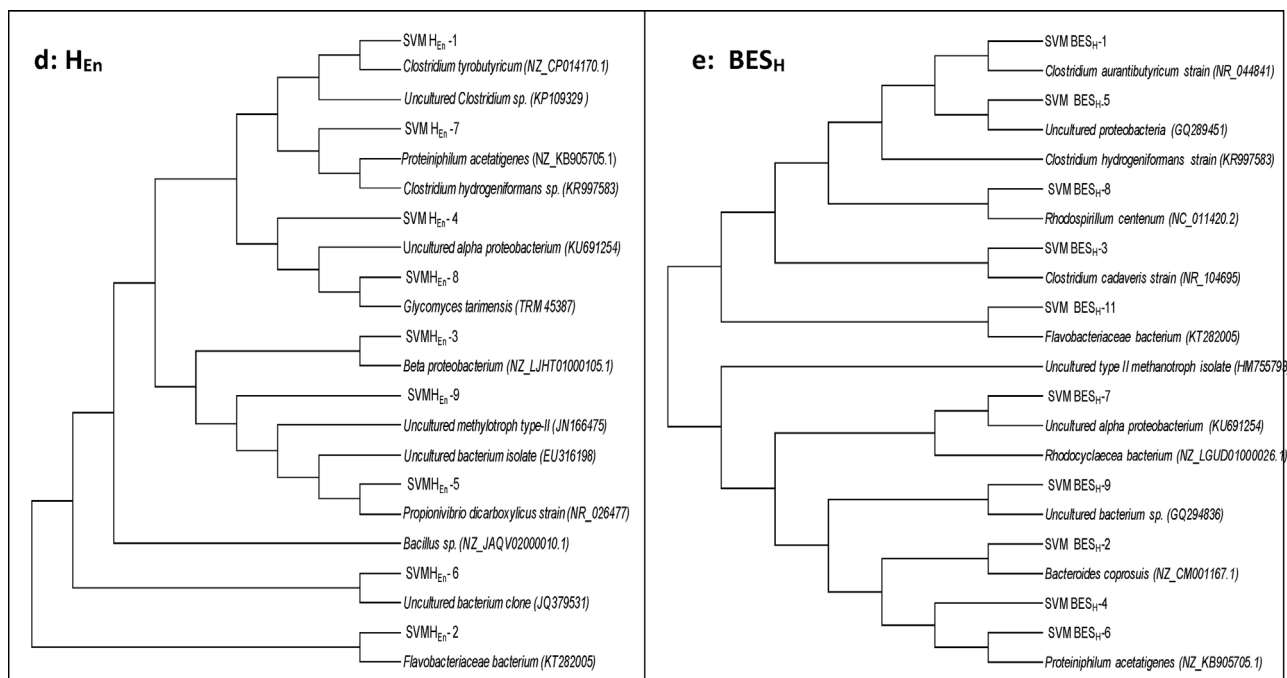 d: HEn
SVM HEn -1
Clostridium tyrobutyricum (NZ_CP014170.1)
Uncultured Clostridium sp. (KP109329 )
SVM HEn -7
Proteiniphilum acetatigenes (NZ_KB905705.1)
Clostridium hydrogeniformans sp. (KR997583)
SVM HEn -4
Uncultured alpha proteobacterium (KU691254)
SVMHEn- 8
Glycomyces tarimensis (TRM 45387)
SVMHEn -3
Beta proteobacterium (NZ_LJHT01000105.1)
SVMHEn-9
Uncultured methylotroph type-II (JN166475)
Uncultured bacterium isolate (EU316198)
SVMHEn -5
Propionivibrio dicarboxylicus strain (NR_026477)
Bacillus sp. (NZ_JAQV02000010.1)
SVMHEn -6
Uncultured bacterium clone (JQ379531)
SVMHEn -2
Flavobacteriaceae bacterium (KT282005)
e: BESH
SVM BESH-1
Clostridium aurantibutyricum strain (NR_044841)
SVM BESH-5
Uncultured proteobacteria (GQ289451)
Clostridium hydrogeniformans strain (KR997583)
SVM BESH-8
Rhodospirillum centenum (NC_011420.2)
SVM BESH-3
Clostridium cadaveris strain (NR_104695)
SVM BESH-11
Flavobacteriaceae bacterium (KT282005)
Uncultured type II methanotroph isolate (HM755793
SVM BESH-7
Uncultured alpha proteobacterium (KU691254)
Rhodocyclaecea bacterium (NZ_LGUD01000026.1)
SVM BESH-9
Uncultured bacterium sp. (GQ294836)
SVM BESH-2
Bacteroides coprosuis (NZ_CM001167.1)
SVM BESH-4
SVM BESH-6
Proteiniphilum acetatigenes (NZ_KB905705.1)